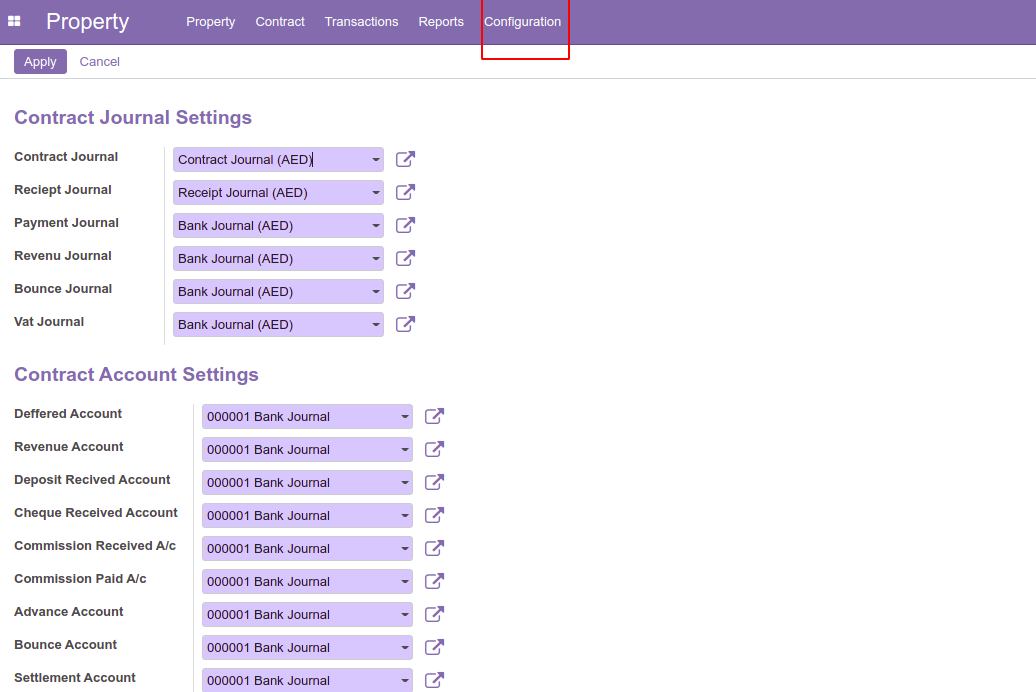 Property Property Contract Transactions Reports Configuration
Apply Cancel
Contract Journal Settings
Contract Journal Contract Journal (AED)
Reciept Journal Receipt Journal (AED)
Payment Journal Bank Journal (AED)
Revenu Journal Bank Journal (AED)
Bounce Journal Bank Journal (AED)
Vat Journal Bank Journal (AED)
Contract Account Settings
Deffered Account 000001 Bank Journal
Revenue Account 000001 Bank Journal
Deposit Recived Account 000001 Bank Journal
Cheque Received Account 000001 Bank Journal
Commission Received A/c 000001 Bank Journal
Commission Paid A/c 000001 Bank Journal
Advance Account 000001 Bank Journal
Bounce Account 000001 Bank Journal
Settlement Account 000001 Bank Journal